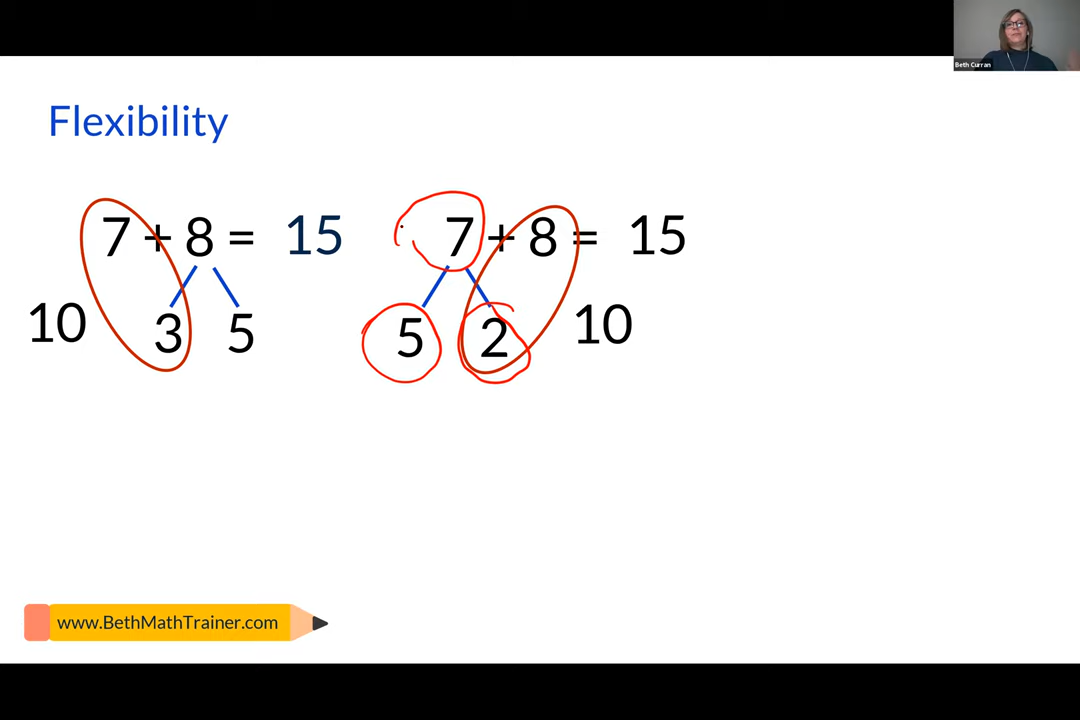 Beth Curran
Flexibility
7 + 8 = 15
10 3 5
7 + 8 = 15
5 2 10
www.BethMathTrainer.com